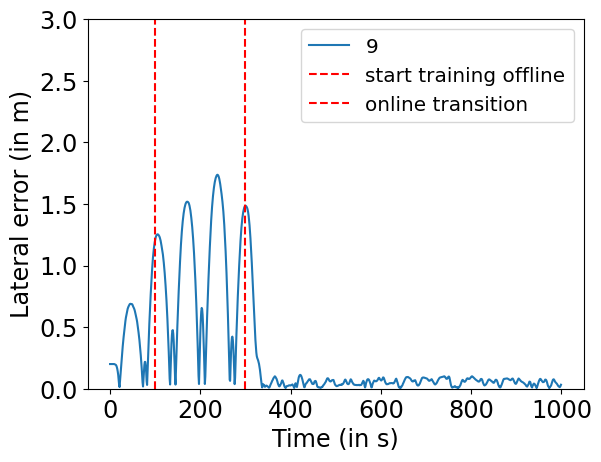 9
start training offline
online transition
3.0
2.5
2.0
1.5
1.0
0.5
0.0
Lateral error (in m)
0 200 400 600 800 1000
Time (in s)